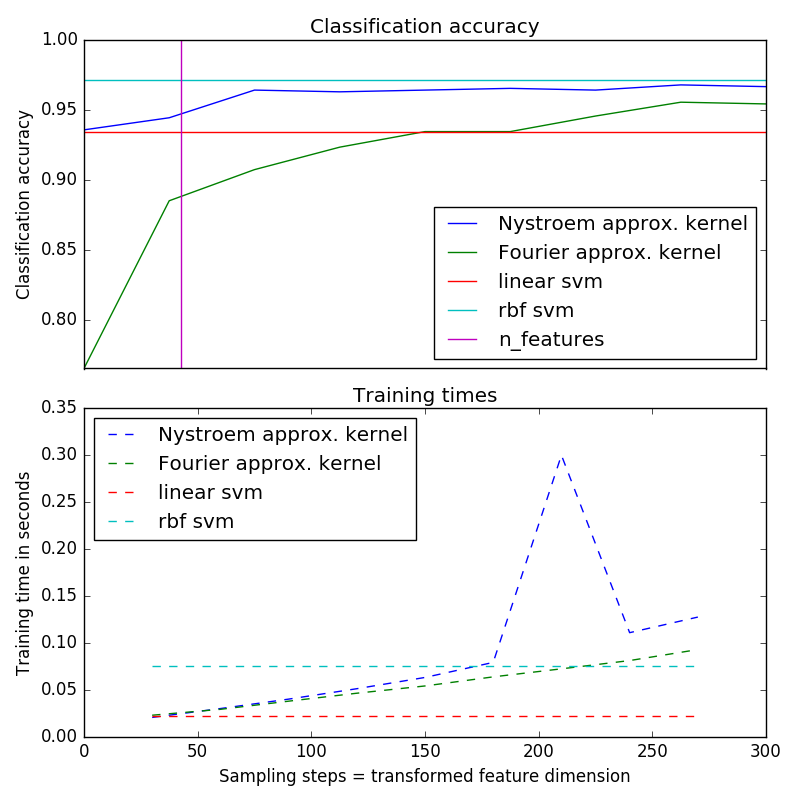 Classification accuracy
1.00
0.95
0.90
0.85
0.80
Classification accuracy
Nystroem approx. kernel
Fourier approx. kernel
linear svm
rbf svm
n_features
Training times
0.35
0.30
0.25
0.20
0.15
0.10
0.05
0.00
Training time in seconds
Nystroem approx. kernel
Fourier approx. kernel
linear svm
rbf svm
0 50 100 150 200 250 300
Sampling steps = transformed feature dimension